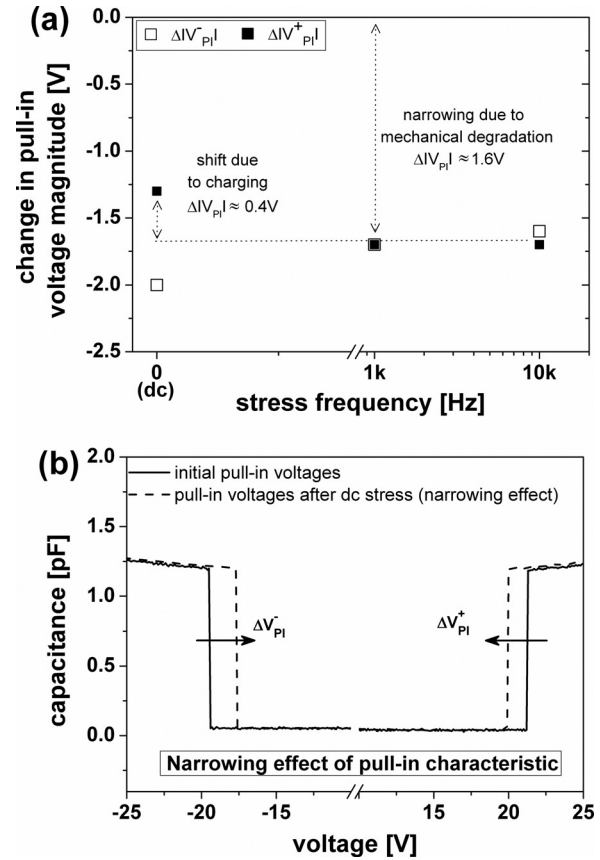 (a)
0.0
-0.5
-1.0
-1.5
-2.0
-2.5
change in pull-in
voltage magnitude [V]
Δ|V⁻PI| Δ|V⁺PI|
shift due
to charging
Δ|VPI| ≈ 0.4V
narrowing due to
mechanical degradation
Δ|VPI| ≈ 1.6V
0
(dc)
1k
10k
stress frequency [Hz]
(b)
2.0
1.5
1.0
0.5
0.0
capacitance [pF]
initial pull-in voltages
pull-in voltages after dc stress (narrowing effect)
ΔV⁻PI
ΔV⁺PI
Narrowing effect of pull-in characteristic
-25 -20 -15 15 20 25
voltage [V]